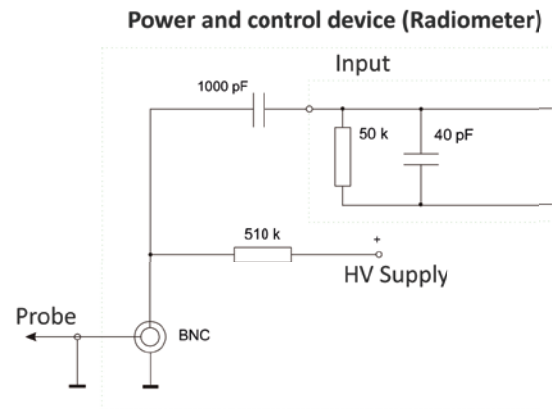 Power and control device (Radiometer)
Input
1000 pF
50 k
40 pF
510 k
+
HV Supply
Probe
BNC